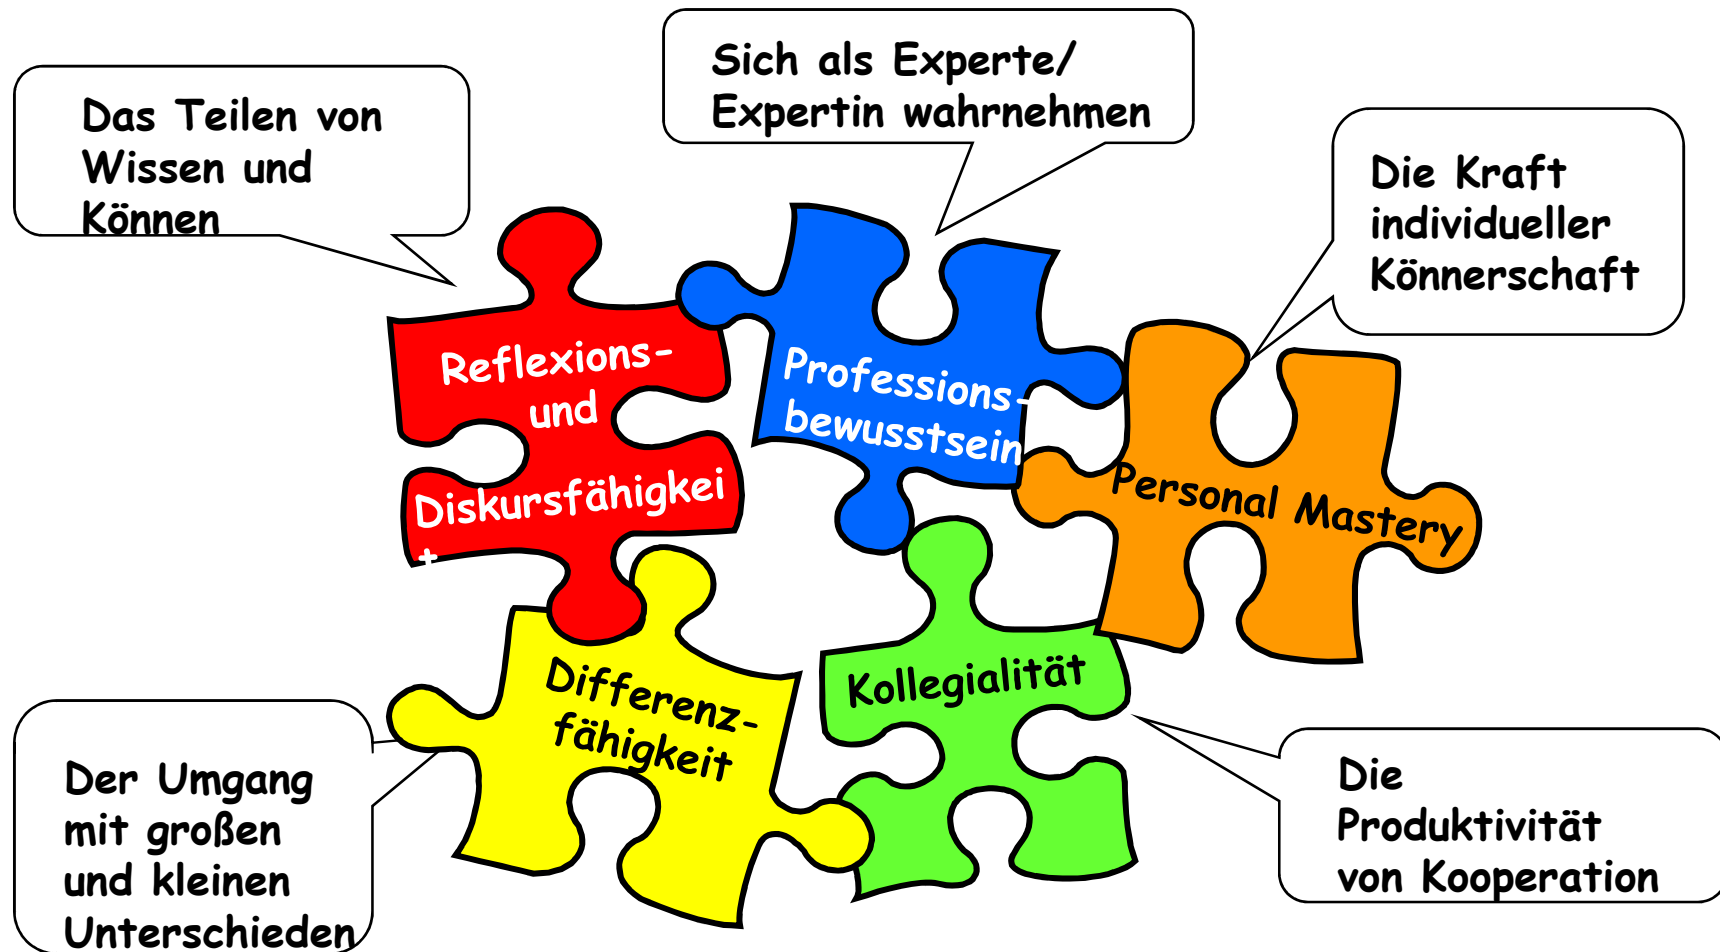 Sich als Experte/
Expertin wahrnehmen
Das Teilen von
Wissen und
Können
Die Kraft
individueller
Könnerschaft
Reflexions-
und
Diskursfähigkei
t
Professions-
bewusstsein
Personal Mastery
Differenz-
fähigkeit
Kollegialität
Der Umgang
mit großen
und kleinen
Unterschieden
Die
Produktivität
von Kooperation